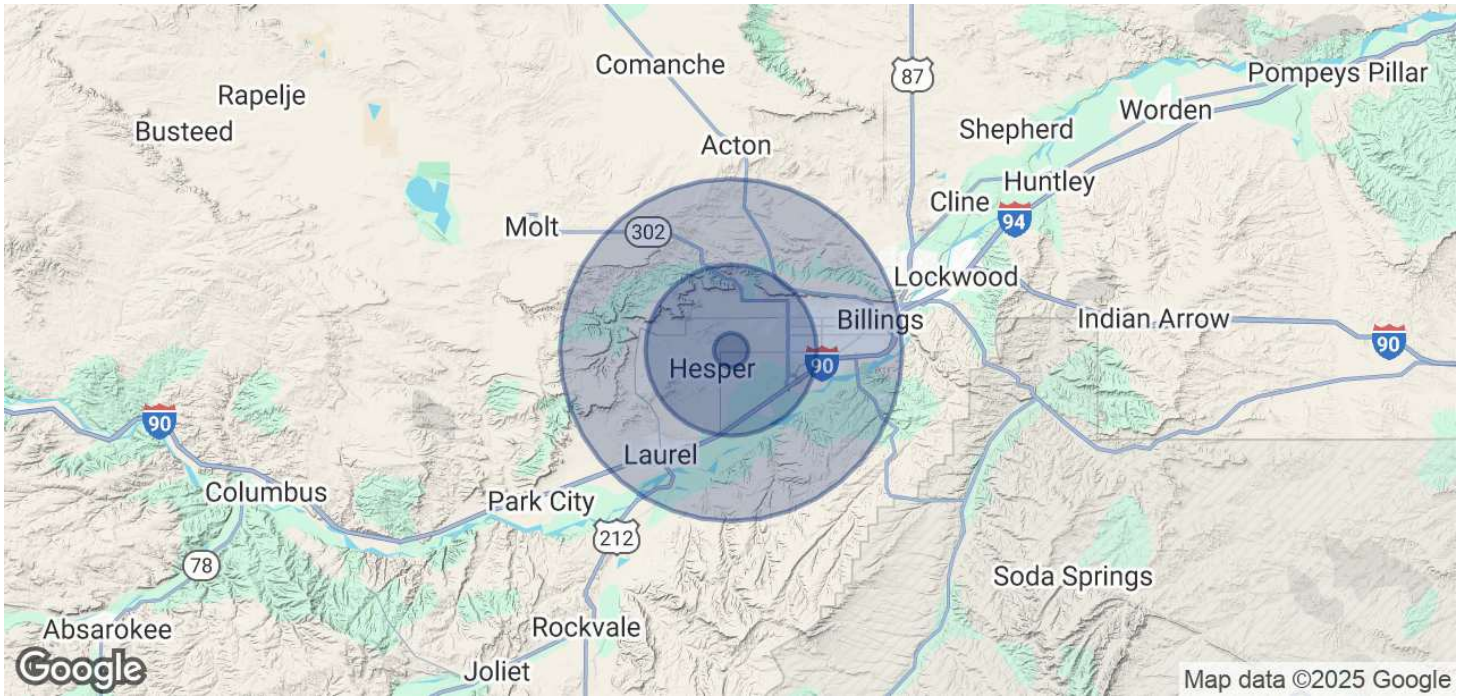 Comanche
87
Pompeys Pillar
Rapelje
Worden
Busteed
Shepherd
Acton
Huntley
Cline
94
Molt
302
Lockwood
Billings
Indian Arrow
90
Hesper
90
90
Laurel
Columbus
Park City
212
78
Soda Springs
Absarokee
Rockvale
Joliet
Google
Map data ©2025 Google